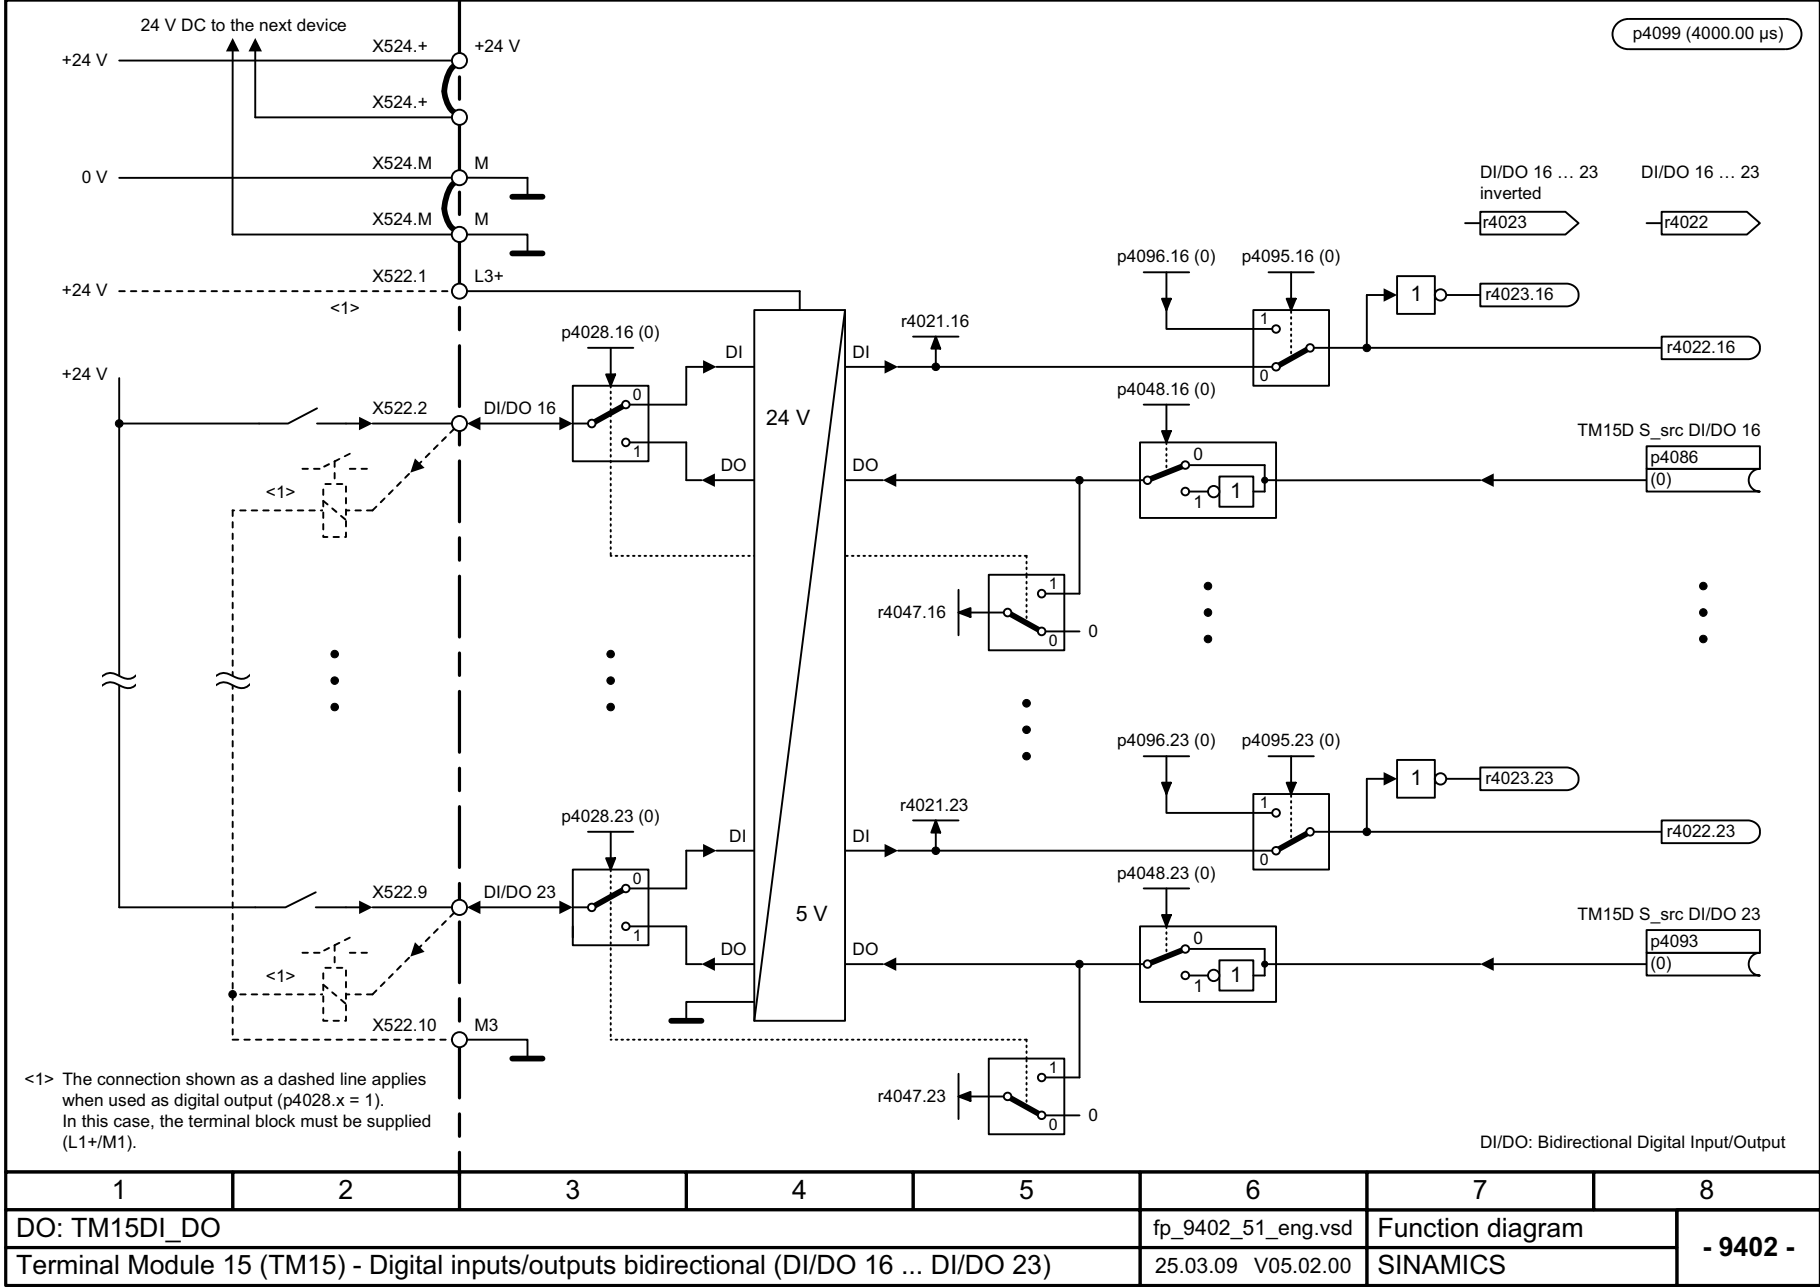 24 V DC to the next device
p4099 (4000.00 µs)
+24 V
X524.+
+24 V
X524.+
0 V
X524.M
M
X524.M
M
DI/DO 16 … 23
inverted
DI/DO 16 … 23
r4023
r4022
+24 V
X522.1
L3+
<1>
p4096.16 (0)
p4095.16 (0)
1
r4023.16
p4028.16 (0)
r4021.16
1
0
r4022.16
DI
DI
+24 V
X522.2
DI/DO 16
0
1
24 V
p4048.16 (0)
TM15D S_src DI/DO 16
p4086
(0)
DO
DO
0
1
1
<1>
r4047.16
1
0
0
p4096.23 (0)
p4095.23 (0)
1
r4023.23
p4028.23 (0)
r4021.23
1
0
r4022.23
DI
DI
X522.9
DI/DO 23
0
1
5 V
p4048.23 (0)
TM15D S_src DI/DO 23
p4093
(0)
DO
DO
0
1
1
<1>
X522.10
M3
r4047.23
1
0
0
<1> The connection shown as a dashed line applies
when used as digital output (p4028.x = 1).
In this case, the terminal block must be supplied
(L1+/M1).
DI/DO: Bidirectional Digital Input/Output
1 2 3 4 5 6 7 8
DO: TM15DI_DO
fp_9402_51_eng.vsd
Function diagram
- 9402 -
Terminal Module 15 (TM15) - Digital inputs/outputs bidirectional (DI/DO 16 ... DI/DO 23)
25.03.09 V05.02.00
SINAMICS